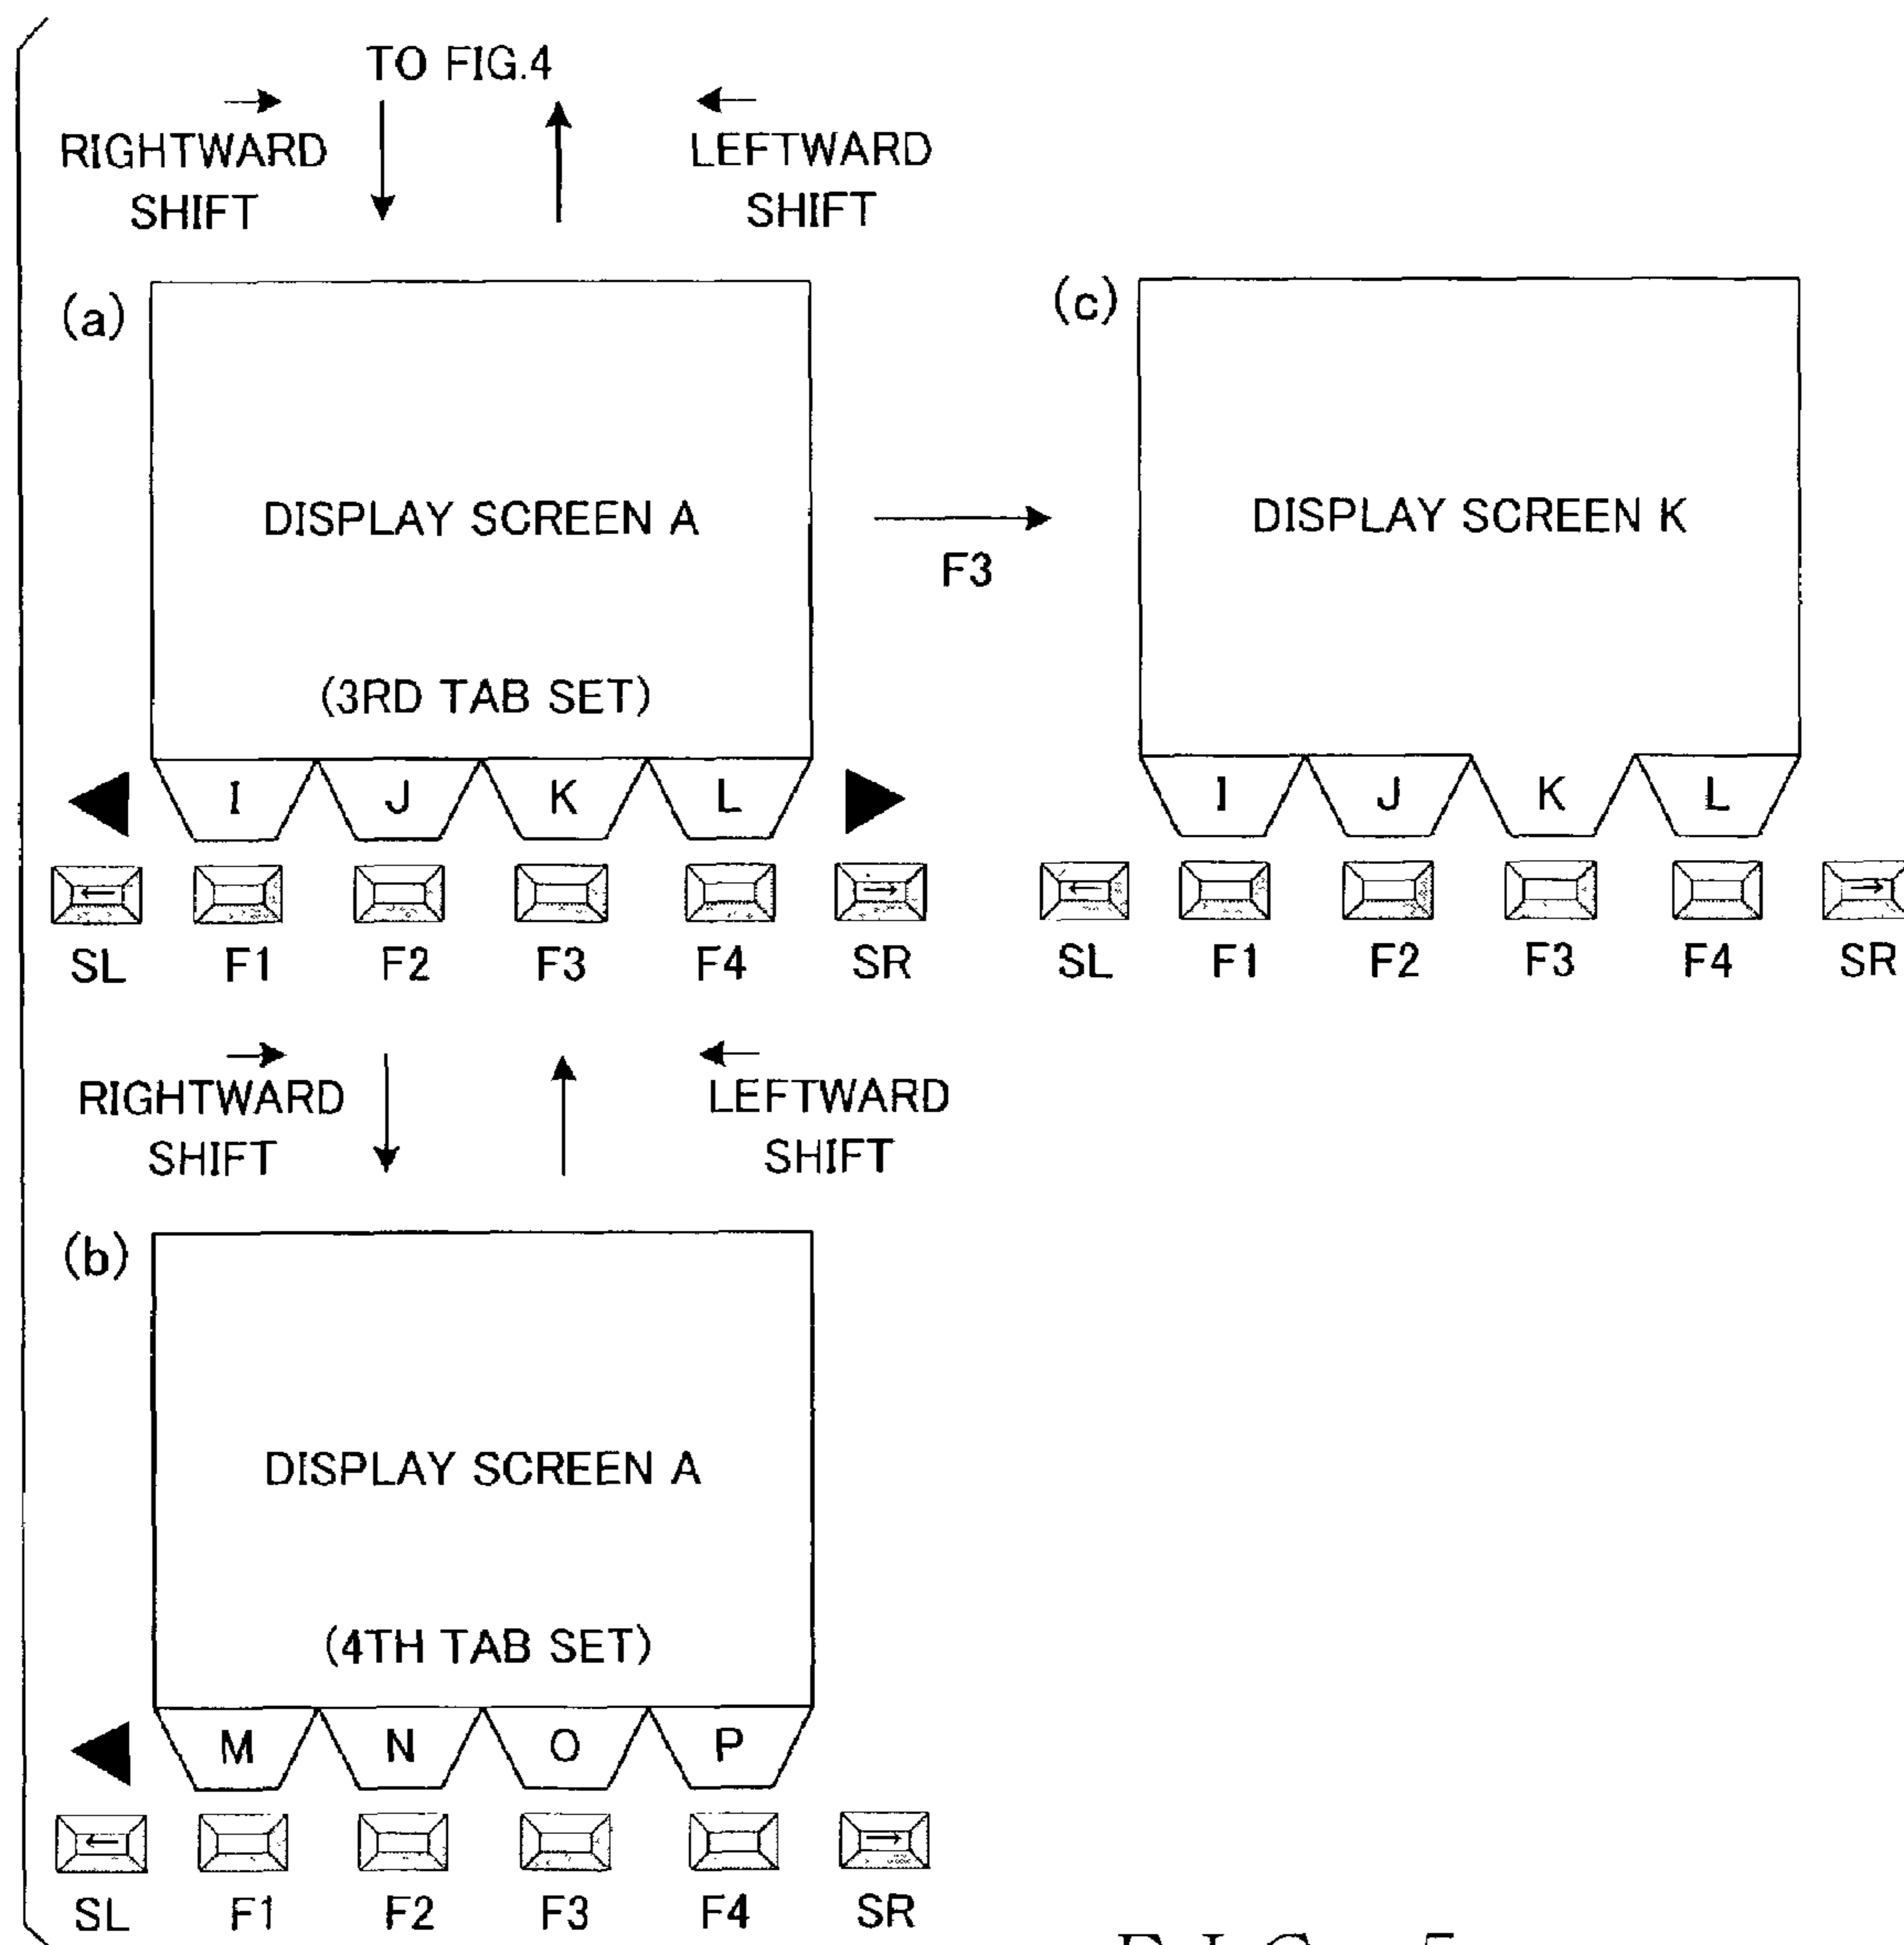 TO FIG.4
RIGHTWARD SHIFT
LEFTWARD SHIFT
(a)
DISPLAY SCREEN A
(3RD TAB SET)
I J K L
SL F1 F2 F3 F4 SR
F3
(c)
DISPLAY SCREEN K
I J K L
SL F1 F2 F3 F4 SR
RIGHTWARD SHIFT
LEFTWARD SHIFT
(b)
DISPLAY SCREEN A
(4TH TAB SET)
M N O P
SL F1 F2 F3 F4 SR